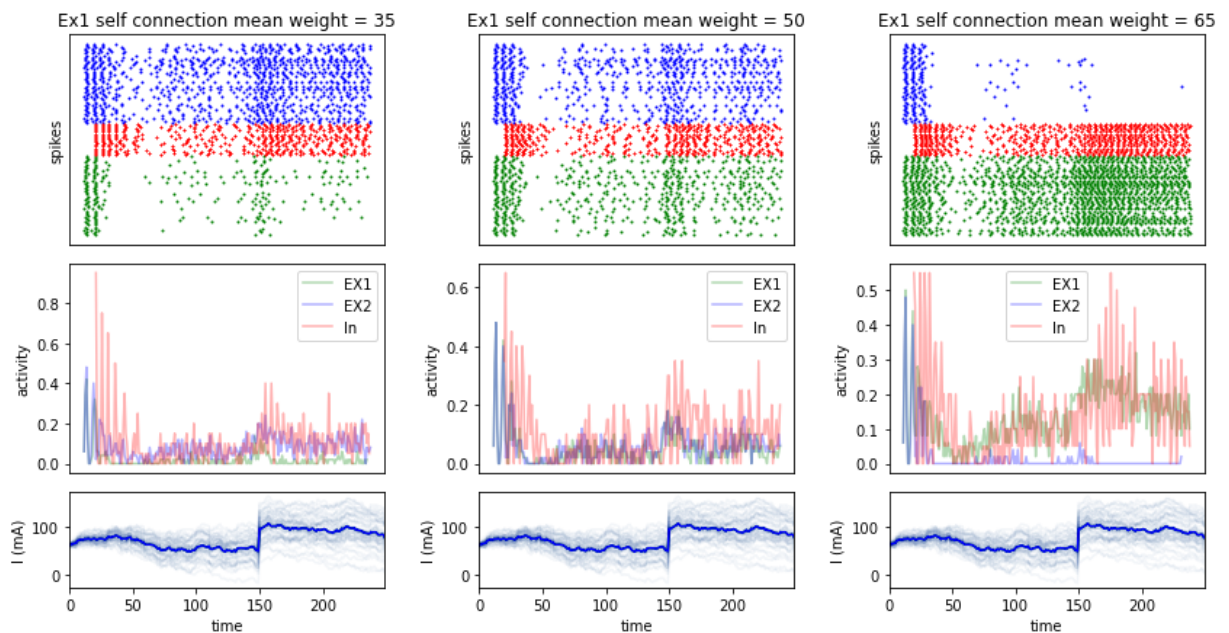 Ex1 self connection mean weight = 35
Ex1 self connection mean weight = 50
Ex1 self connection mean weight = 65
spikes
spikes
spikes
0.8
0.6
0.4
0.2
0.0
activity
EX1
EX2
In
0.6
0.4
0.2
0.0
activity
EX1
EX2
In
0.5
0.4
0.3
0.2
0.1
0.0
activity
EX1
EX2
In
100
0
I (mA)
0
50
100
150
200
time
100
0
I (mA)
0
50
100
150
200
time
100
0
I (mA)
0
50
100
150
200
time